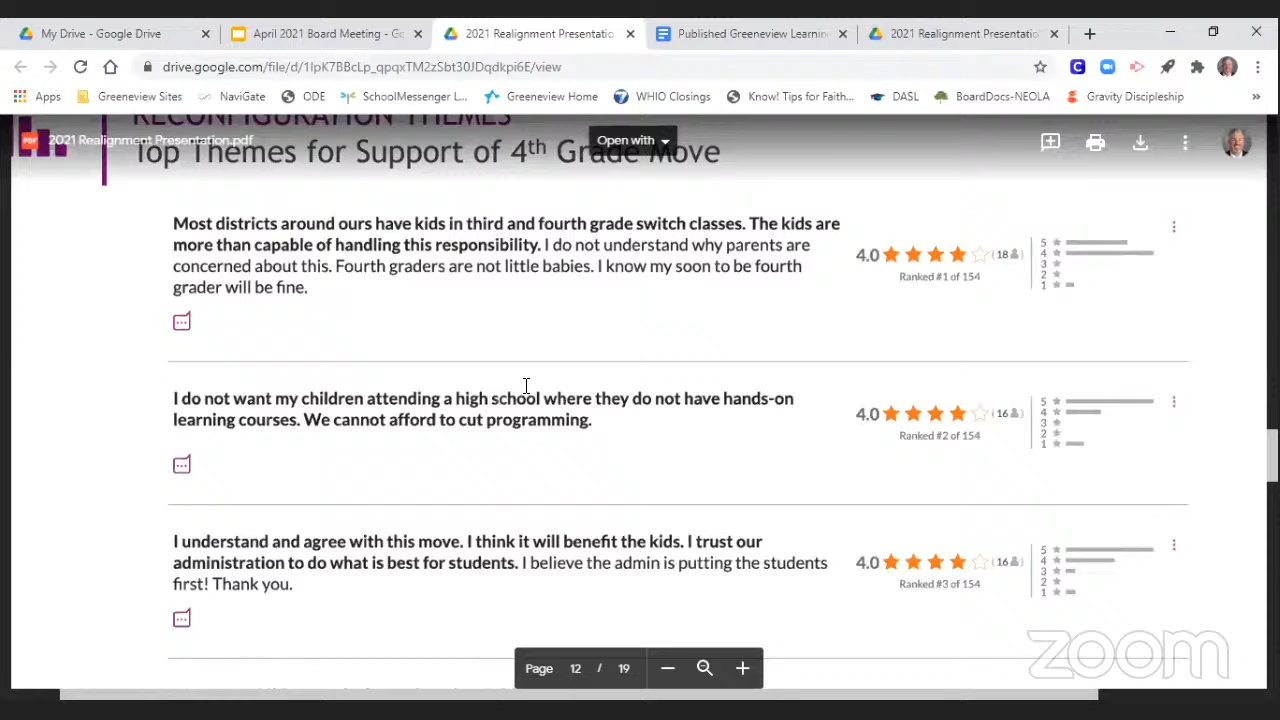 My Drive - Google Drive
April 2021 Board Meeting - Go
2021 Realignment Presentatio
Published Greeneview Learnin
2021 Realignment Presentatio
drive.google.com/file/d/1IpK7BBcLp_qpqxTM2zSbt30JDqdkpi6E/view
Apps
Greeneview Sites
NaviGate
ODE
SchoolMessenger L...
Greeneview Home
WHIO Closings
Know! Tips for Faith...
DASL
BoardDocs-NEOLA
Gravity Discipleship
RECONFIGURATION THEMES
PDF
2021 Realignment Presentation.pdf
Open with
Top Themes for Support of 4th Grade Move
Most districts around ours have kids in third and fourth grade switch classes. The kids are
more than capable of handling this responsibility. I do not understand why parents are
concerned about this. Fourth graders are not little babies. I know my soon to be fourth
grader will be fine.
4.0 (18)
Ranked #1 of 154
5
4
3
2
1
I do not want my children attending a high school where they do not have hands-on
learning courses. We cannot afford to cut programming.
4.0 (16)
Ranked #2 of 154
5
4
3
2
1
I understand and agree with this move. I think it will benefit the kids. I trust our
administration to do what is best for students. I believe the admin is putting the students
first! Thank you.
4.0 (16)
Ranked #3 of 154
5
4
3
2
1
Page 12 / 19
zoom